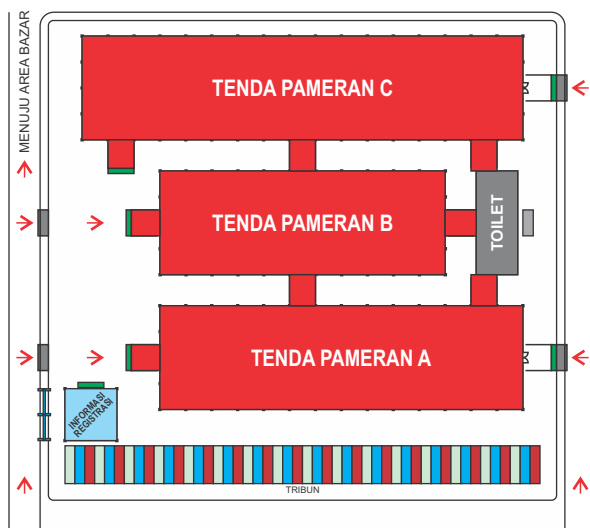 MENUJU AREA BAZAR
TENDA PAMERAN C
TENDA PAMERAN B
TOILET
TENDA PAMERAN A
INFORMASI
REGISTRASI
TRIBUN